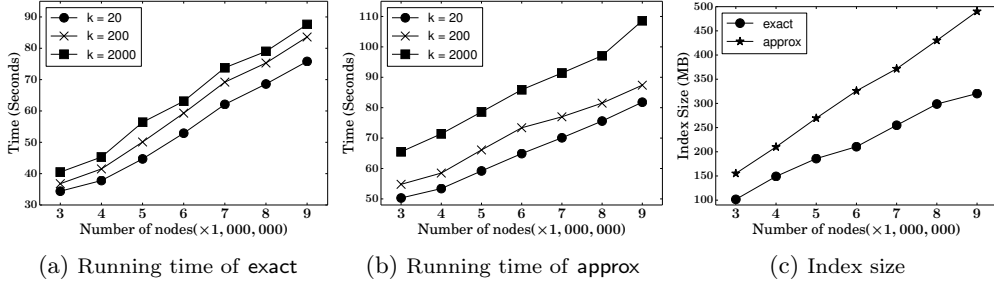 90
80
70
60
50
40
30
Time (Seconds)
k = 20
k = 200
k = 2000
3 4 5 6 7 8 9
Number of nodes(×1,000,000)
(a) Running time of exact
110
100
90
80
70
60
50
Time (Seconds)
k = 20
k = 200
k = 2000
3 4 5 6 7 8 9
Number of nodes(×1,000,000)
(b) Running time of approx
500
450
400
350
300
250
200
150
100
Index Size (MB)
exact
approx
3 4 5 6 7 8 9
Number of nodes(×1,000,000)
(c) Index size